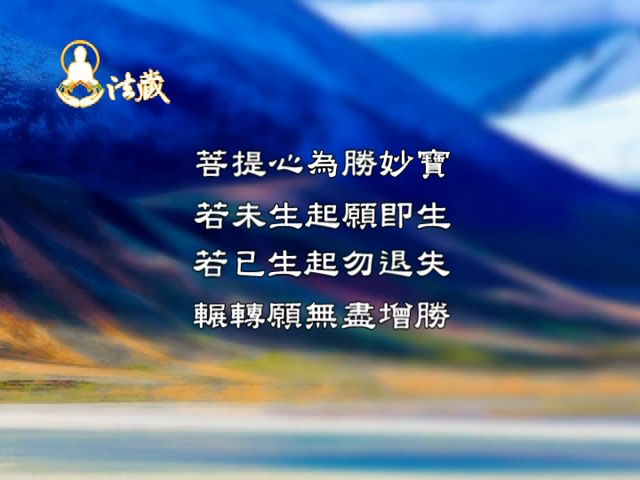 法藏
菩提心為勝妙寶
若未生起願即生
若已生起勿退失
輾轉願無盡增勝